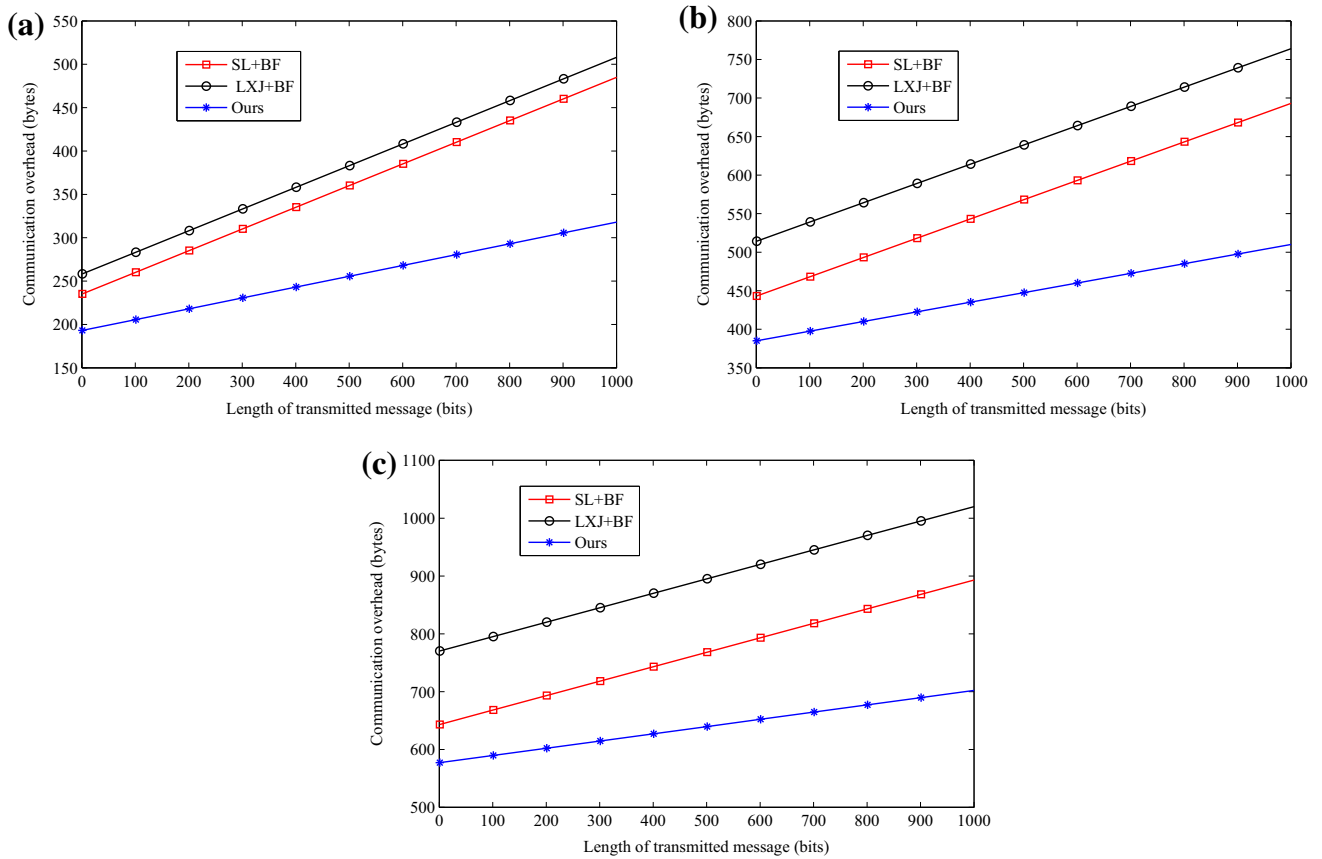 (a)
550
500
450
400
350
300
250
200
150
Communication overhead (bytes)
SL+BF
LXJ+BF
Ours
0 100 200 300 400 500 600 700 800 900 1000
Length of transmitted message (bits)
(b)
800
750
700
650
600
550
500
450
400
350
Communication overhead (bytes)
SL+BF
LXJ+BF
Ours
0 100 200 300 400 500 600 700 800 900 1000
Length of transmitted message (bits)
(c)
1100
1000
900
800
700
600
500
Communication overhead (bytes)
SL+BF
LXJ+BF
Ours
0 100 200 300 400 500 600 700 800 900 1000
Length of transmitted message (bits)